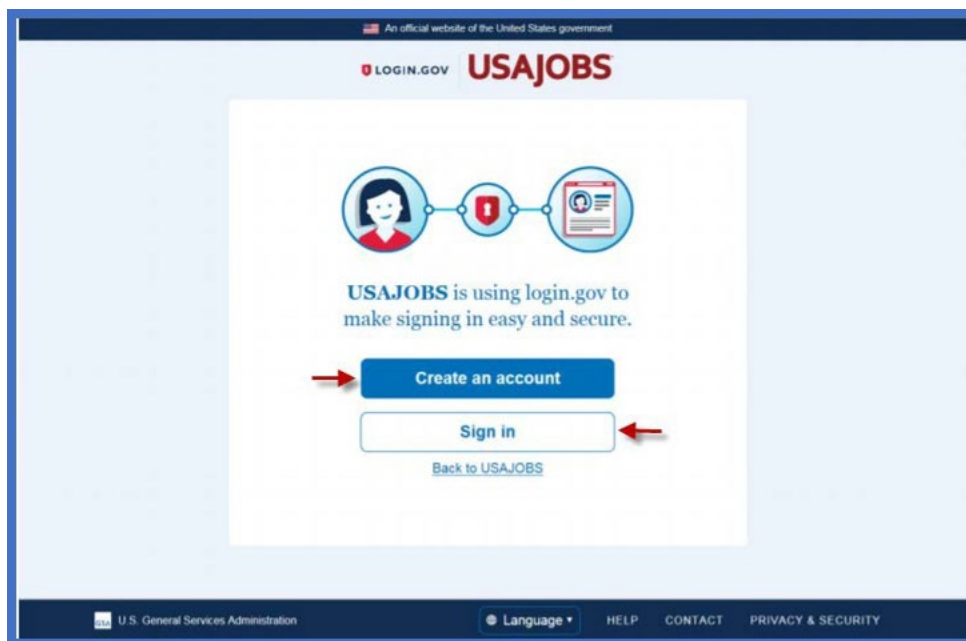 An official website of the United States government
LOGIN.GOV USAJOBS
USAJOBS is using login.gov to
make signing in easy and secure.
Create an account
Sign in
Back to USAJOBS
GSA U.S. General Services Administration Language HELP CONTACT PRIVACY & SECURITY